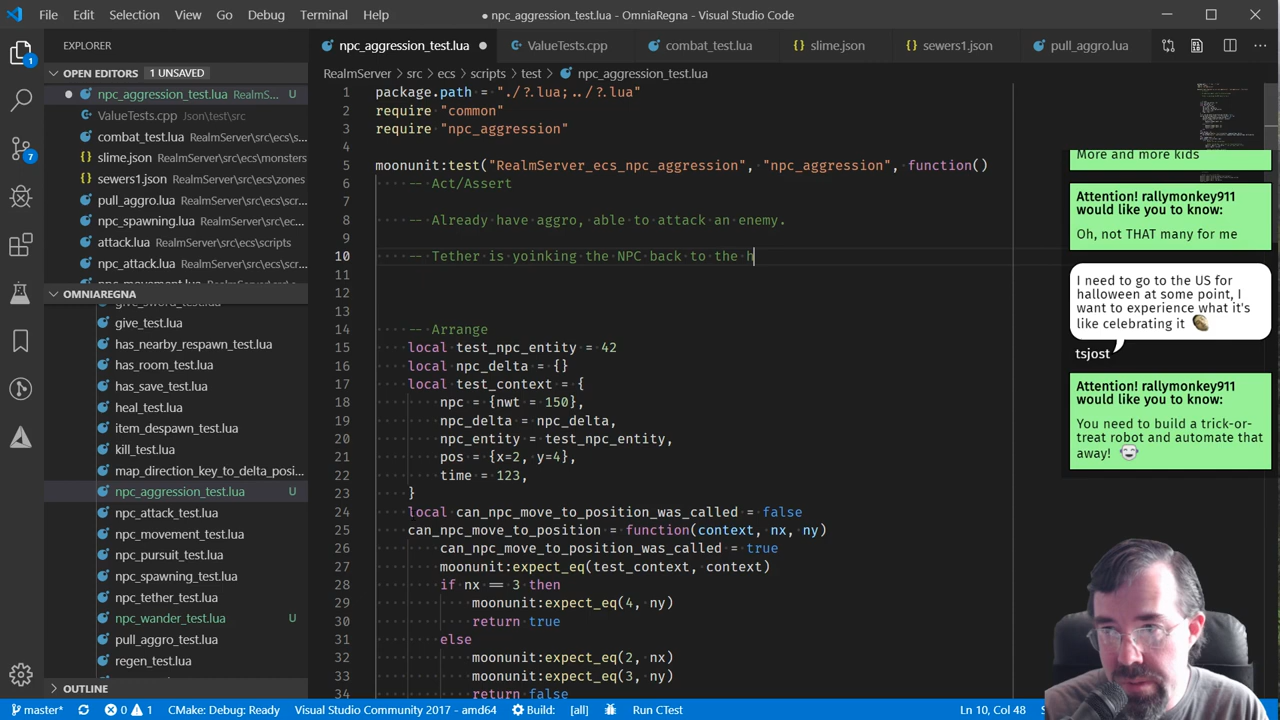 File Edit Selection View Go Debug Terminal Help
● npc_aggression_test.lua - OmniaRegna - Visual Studio Code
EXPLORER
npc_aggression_test.lua ●
ValueTests.cpp
combat_test.lua
slime.json
sewers1.json
pull_aggro.lua
OPEN EDITORS 1 UNSAVED
● npc_aggression_test.lua RealmS... U
ValueTests.cpp Json\test\src
combat_test.lua RealmServer\src\ec...
slime.json RealmServer\src\ecs\monsters
sewers1.json RealmServer\src\ecs\zones
pull_aggro.lua RealmServer\src\ecs\s...
npc_spawning.lua RealmServer\src\...
attack.lua RealmServer\src\ecs\scripts
npc_attack.lua RealmServer\src\ecs\s...
OMNIAREGNA
give_sword_test.lua
give_test.lua
has_nearby_respawn_test.lua
has_room_test.lua
has_save_test.lua
heal_test.lua
item_despawn_test.lua
kill_test.lua
map_direction_key_to_delta_posi...
npc_aggression_test.lua U
npc_attack_test.lua
npc_movement_test.lua
npc_pursuit_test.lua
npc_spawning_test.lua
npc_tether_test.lua
npc_wander_test.lua U
pull_aggro_test.lua
regen_test.lua
OUTLINE
RealmServer > src > ecs > scripts > test > npc_aggression_test.lua
1 package.path = "./?.lua;../?.lua"
2 require "common"
3 require "npc_aggression"
4
5 moonunit:test("RealmServer_ecs_npc_aggression", "npc_aggression", function()
6 -- Act/Assert
7
8 -- Already have aggro, able to attack an enemy.
9
10 -- Tether is yoinking the NPC back to the h
11
12
13
14 -- Arrange
15 local test_npc_entity = 42
16 local npc_delta = {}
17 local test_context = {
18 npc = {nwt = 150},
19 npc_delta = npc_delta,
20 npc_entity = test_npc_entity,
21 pos = {x=2, y=4},
22 time = 123,
23 }
24 local can_npc_move_to_position_was_called = false
25 can_npc_move_to_position = function(context, nx, ny)
26 can_npc_move_to_position_was_called = true
27 moonunit:expect_eq(test_context, context)
28 if nx == 3 then
29 moonunit:expect_eq(4, ny)
30 return true
31 else
32 moonunit:expect_eq(2, nx)
33 moonunit:expect_eq(3, ny)
34 return false
More and more kids
Attention! rallymonkey911
would like you to know:
Oh, not THAT many for me
I need to go to the US for
halloween at some point, I
want to experience what it's
like celebrating it
tsjost
Attention! rallymonkey911
would like you to know:
You need to build a trick-or-
treat robot and automate that
away!
1
7
master* 0 1 CMake: Debug: Ready Visual Studio Community 2017 - amd64 Build: [all] Run CTest Ln 10, Col 48